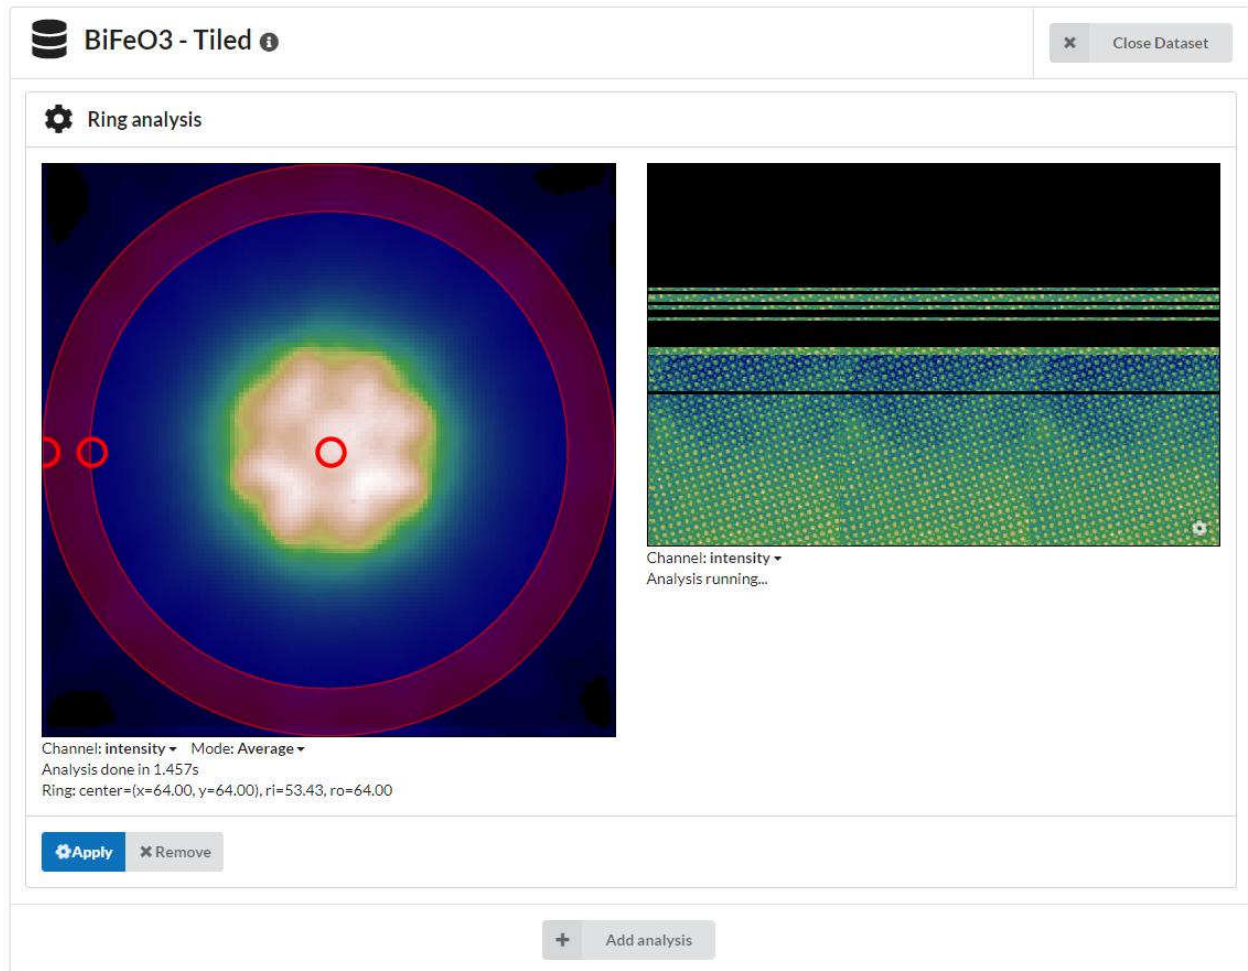 BiFeO3 - Tiled
Close Dataset
Ring analysis
Channel: intensity Mode: Average
Analysis done in 1.457s
Ring: center=(x=64.00, y=64.00), ri=53.43, ro=64.00
Channel: intensity
Analysis running...
Apply Remove
Add analysis